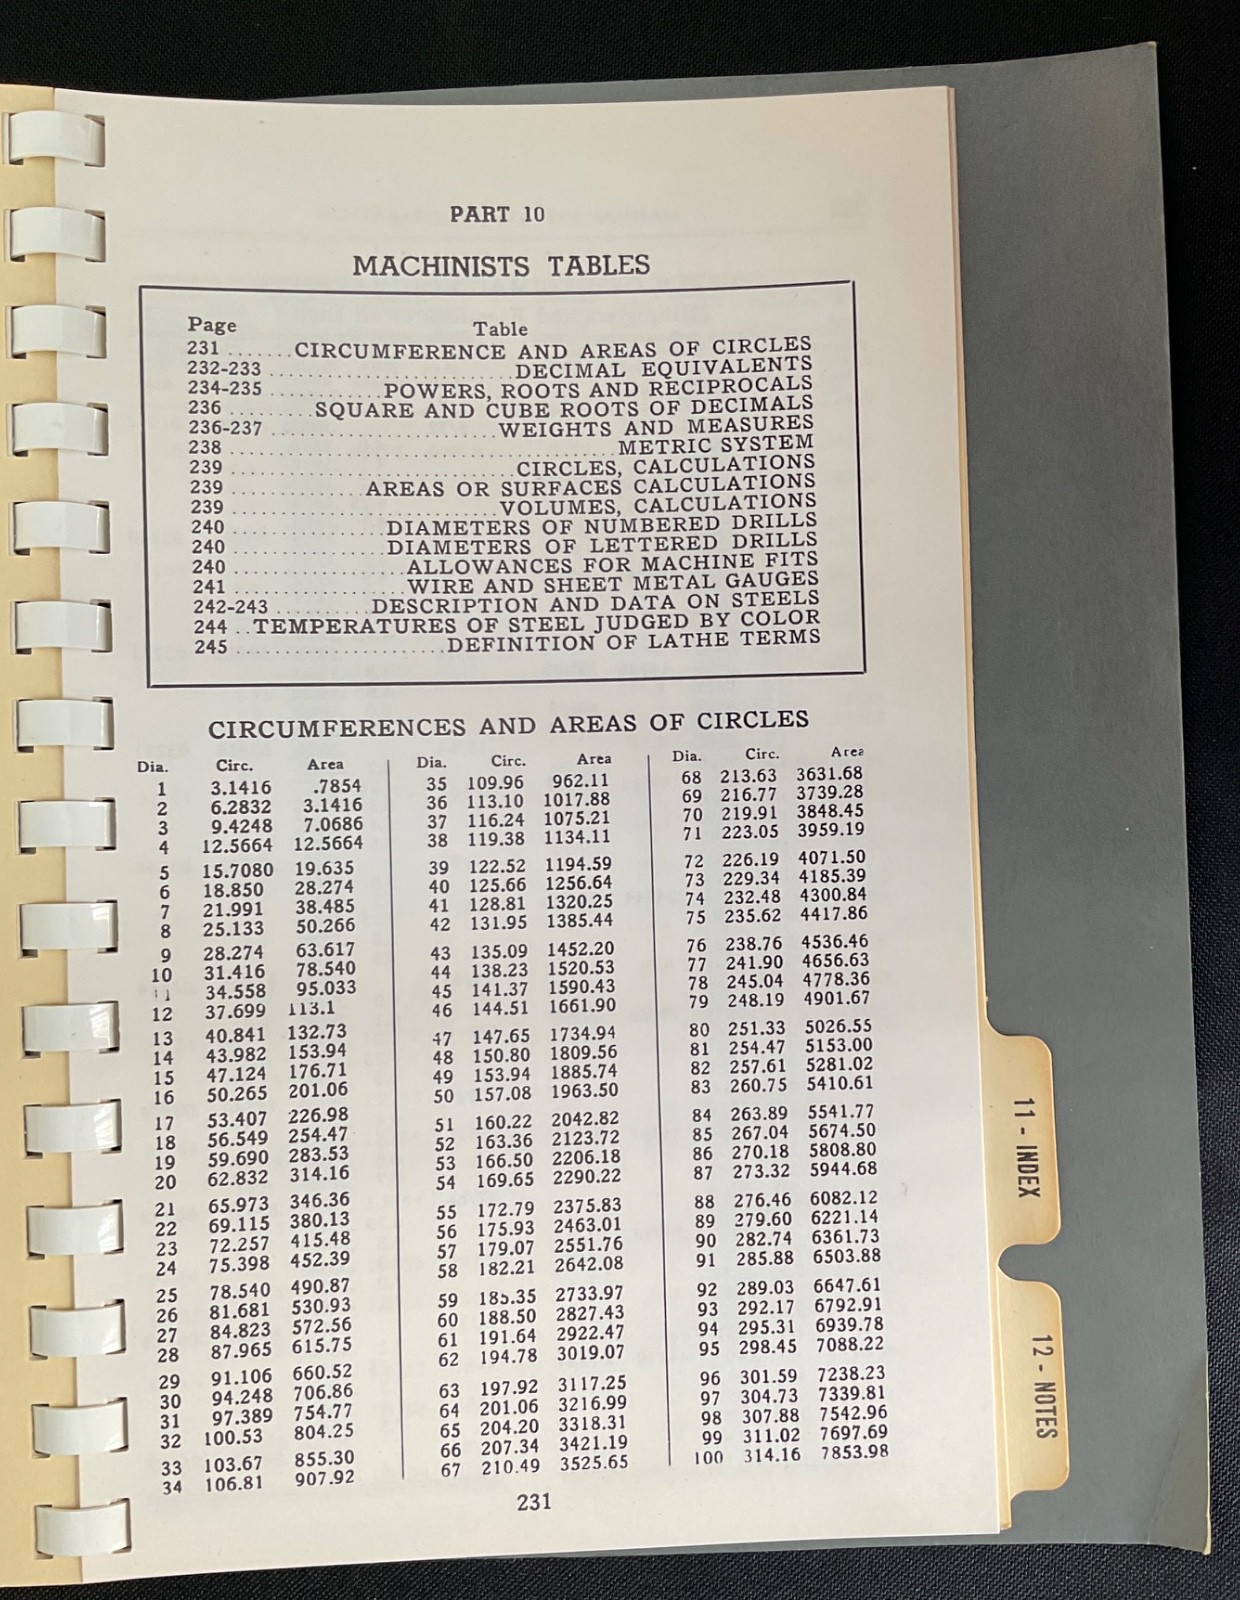 PART 10
MACHINISTS TABLES
Page Table
231 ....... CIRCUMFERENCE AND AREAS OF CIRCLES
232-233 ........................ DECIMAL EQUIVALENTS
234-235 ........... POWERS, ROOTS AND RECIPROCALS
236 ......... SQUARE AND CUBE ROOTS OF DECIMALS
236-237 ...................... WEIGHTS AND MEASURES
238 ..................................... METRIC SYSTEM
239 ........................... CIRCLES, CALCULATIONS
239 ............. AREAS OR SURFACES CALCULATIONS
239 ......................... VOLUMES, CALCULATIONS
240 ............... DIAMETERS OF NUMBERED DRILLS
240 ............... DIAMETERS OF LETTERED DRILLS
240 ................. ALLOWANCES FOR MACHINE FITS
241 ................. WIRE AND SHEET METAL GAUGES
242-243 ......... DESCRIPTION AND DATA ON STEELS
244 .. TEMPERATURES OF STEEL JUDGED BY COLOR
245 ..................... DEFINITION OF LATHE TERMS
CIRCUMFERENCES AND AREAS OF CIRCLES
Dia. Circ. Area
1 3.1416 .7854
2 6.2832 3.1416
3 9.4248 7.0686
4 12.5664 12.5664
5 15.7080 19.635
6 18.850 28.274
7 21.991 38.485
8 25.133 50.266
9 28.274 63.617
10 31.416 78.540
11 34.558 95.033
12 37.699 113.1
13 40.841 132.73
14 43.982 153.94
15 47.124 176.71
16 50.265 201.06
17 53.407 226.98
18 56.549 254.47
19 59.690 283.53
20 62.832 314.16
21 65.973 346.36
22 69.115 380.13
23 72.257 415.48
24 75.398 452.39
25 78.540 490.87
26 81.681 530.93
27 84.823 572.56
28 87.965 615.75
29 91.106 660.52
30 94.248 706.86
31 97.389 754.77
32 100.53 804.25
33 103.67 855.30
34 106.81 907.92
Dia. Circ. Area
35 109.96 962.11
36 113.10 1017.88
37 116.24 1075.21
38 119.38 1134.11
39 122.52 1194.59
40 125.66 1256.64
41 128.81 1320.25
42 131.95 1385.44
43 135.09 1452.20
44 138.23 1520.53
45 141.37 1590.43
46 144.51 1661.90
47 147.65 1734.94
48 150.80 1809.56
49 153.94 1885.74
50 157.08 1963.50
51 160.22 2042.82
52 163.36 2123.72
53 166.50 2206.18
54 169.65 2290.22
55 172.79 2375.83
56 175.93 2463.01
57 179.07 2551.76
58 182.21 2642.08
59 185.35 2733.97
60 188.50 2827.43
61 191.64 2922.47
62 194.78 3019.07
63 197.92 3117.25
64 201.06 3216.99
65 204.20 3318.31
66 207.34 3421.19
67 210.49 3525.65
Dia. Circ. Area
68 213.63 3631.68
69 216.77 3739.28
70 219.91 3848.45
71 223.05 3959.19
72 226.19 4071.50
73 229.34 4185.39
74 232.48 4300.84
75 235.62 4417.86
76 238.76 4536.46
77 241.90 4656.63
78 245.04 4778.36
79 248.19 4901.67
80 251.33 5026.55
81 254.47 5153.00
82 257.61 5281.02
83 260.75 5410.61
84 263.89 5541.77
85 267.04 5674.50
86 270.18 5808.80
87 273.32 5944.68
88 276.46 6082.12
89 279.60 6221.14
90 282.74 6361.73
91 285.88 6503.88
92 289.03 6647.61
93 292.17 6792.91
94 295.31 6939.78
95 298.45 7088.22
96 301.59 7238.23
97 304.73 7339.81
98 307.88 7542.96
99 311.02 7697.69
100 314.16 7853.98
231
11 - INDEX
12 - NOTES